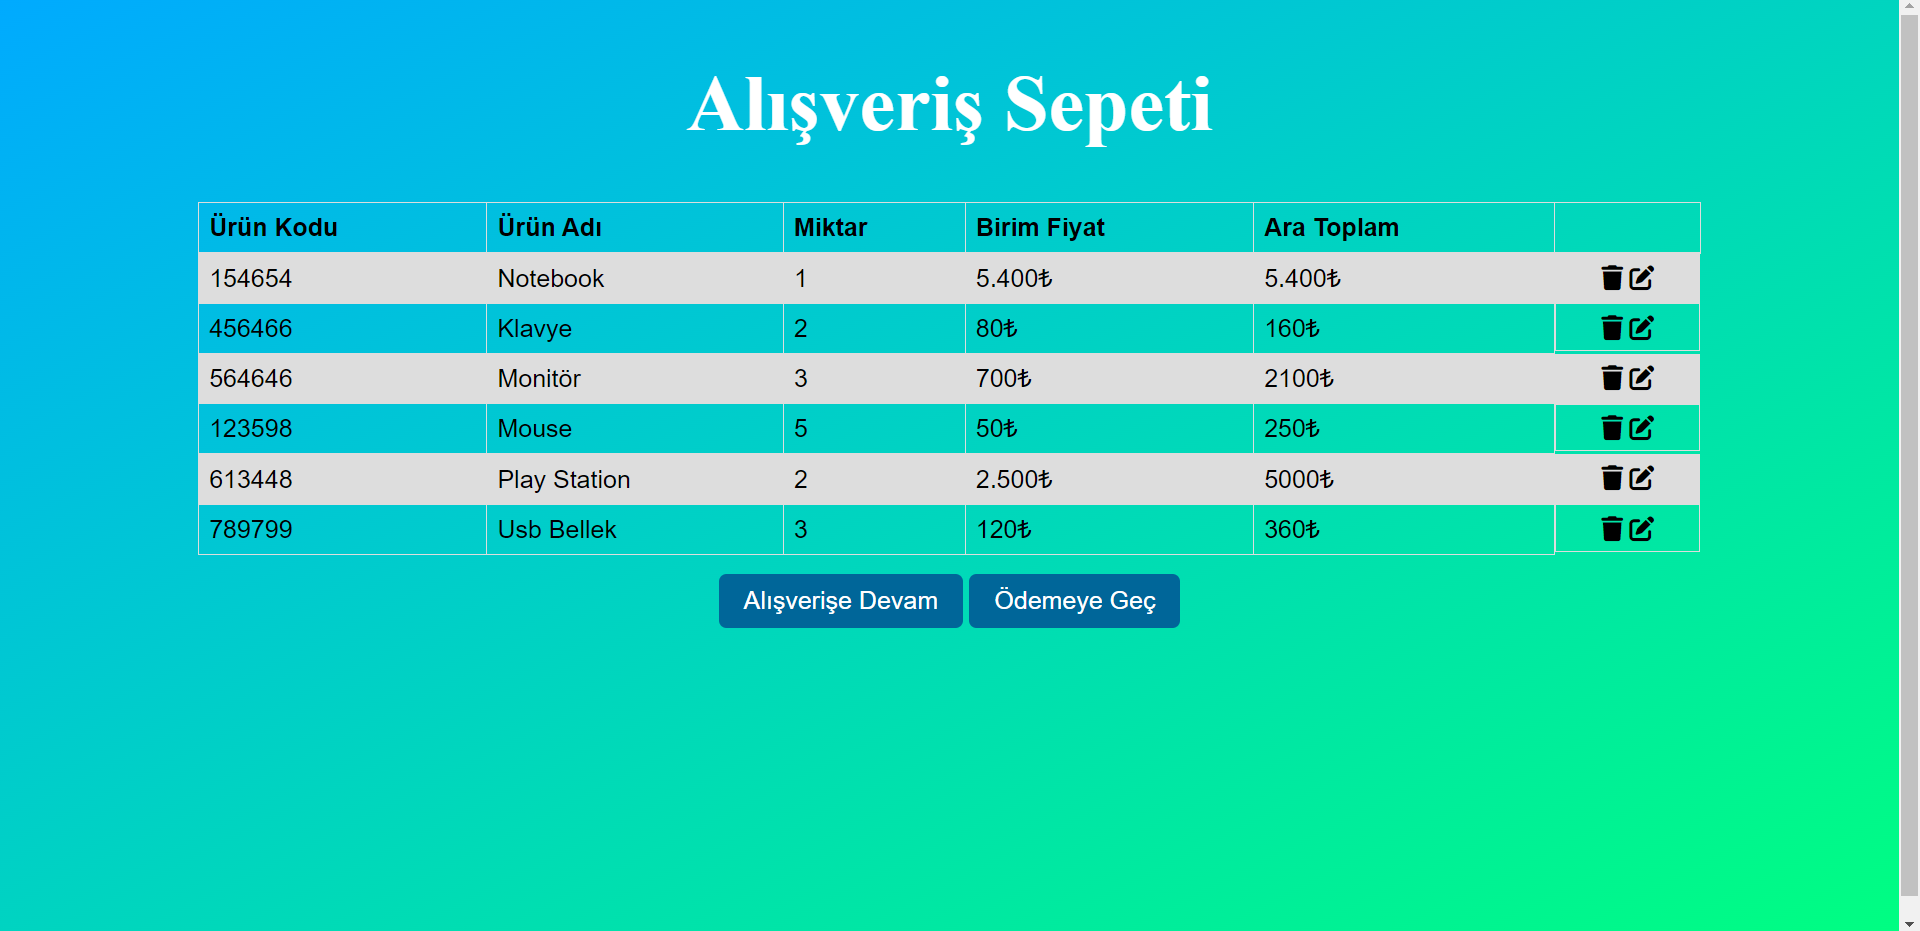 Alışveriş Sepeti
Ürün Kodu Ürün Adı Miktar Birim Fiyat Ara Toplam
154654 Notebook 1 5.400₺ 5.400₺
456466 Klavye 2 80₺ 160₺
564646 Monitör 3 700₺ 2100₺
123598 Mouse 5 50₺ 250₺
613448 Play Station 2 2.500₺ 5000₺
789799 Usb Bellek 3 120₺ 360₺
Alışverişe Devam Ödemeye Geç